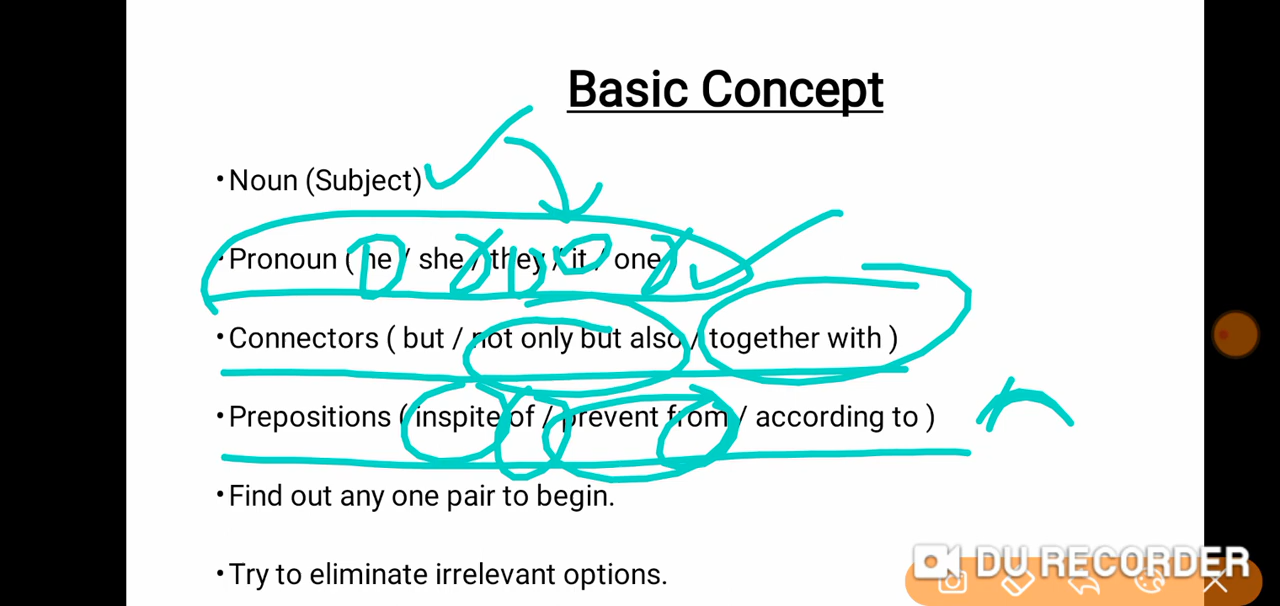 Basic Concept
•Noun (Subject)
•Pronoun ( he / she / they / it / one )
•Connectors ( but / not only but also / together with )
•Prepositions ( inspite of / prevent from / according to )
•Find out any one pair to begin.
•Try to eliminate irrelevant options.
DU RECORDER